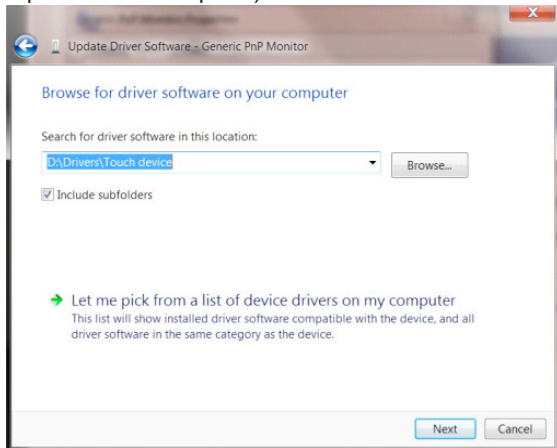 Update Driver Software - Generic PnP Monitor
Browse for driver software on your computer
Search for driver software in this location:
D:\Drivers\Touch device
Browse...
Include subfolders
Let me pick from a list of device drivers on my computer
This list will show installed driver software compatible with the device, and all
driver software in the same category as the device.
Next
Cancel